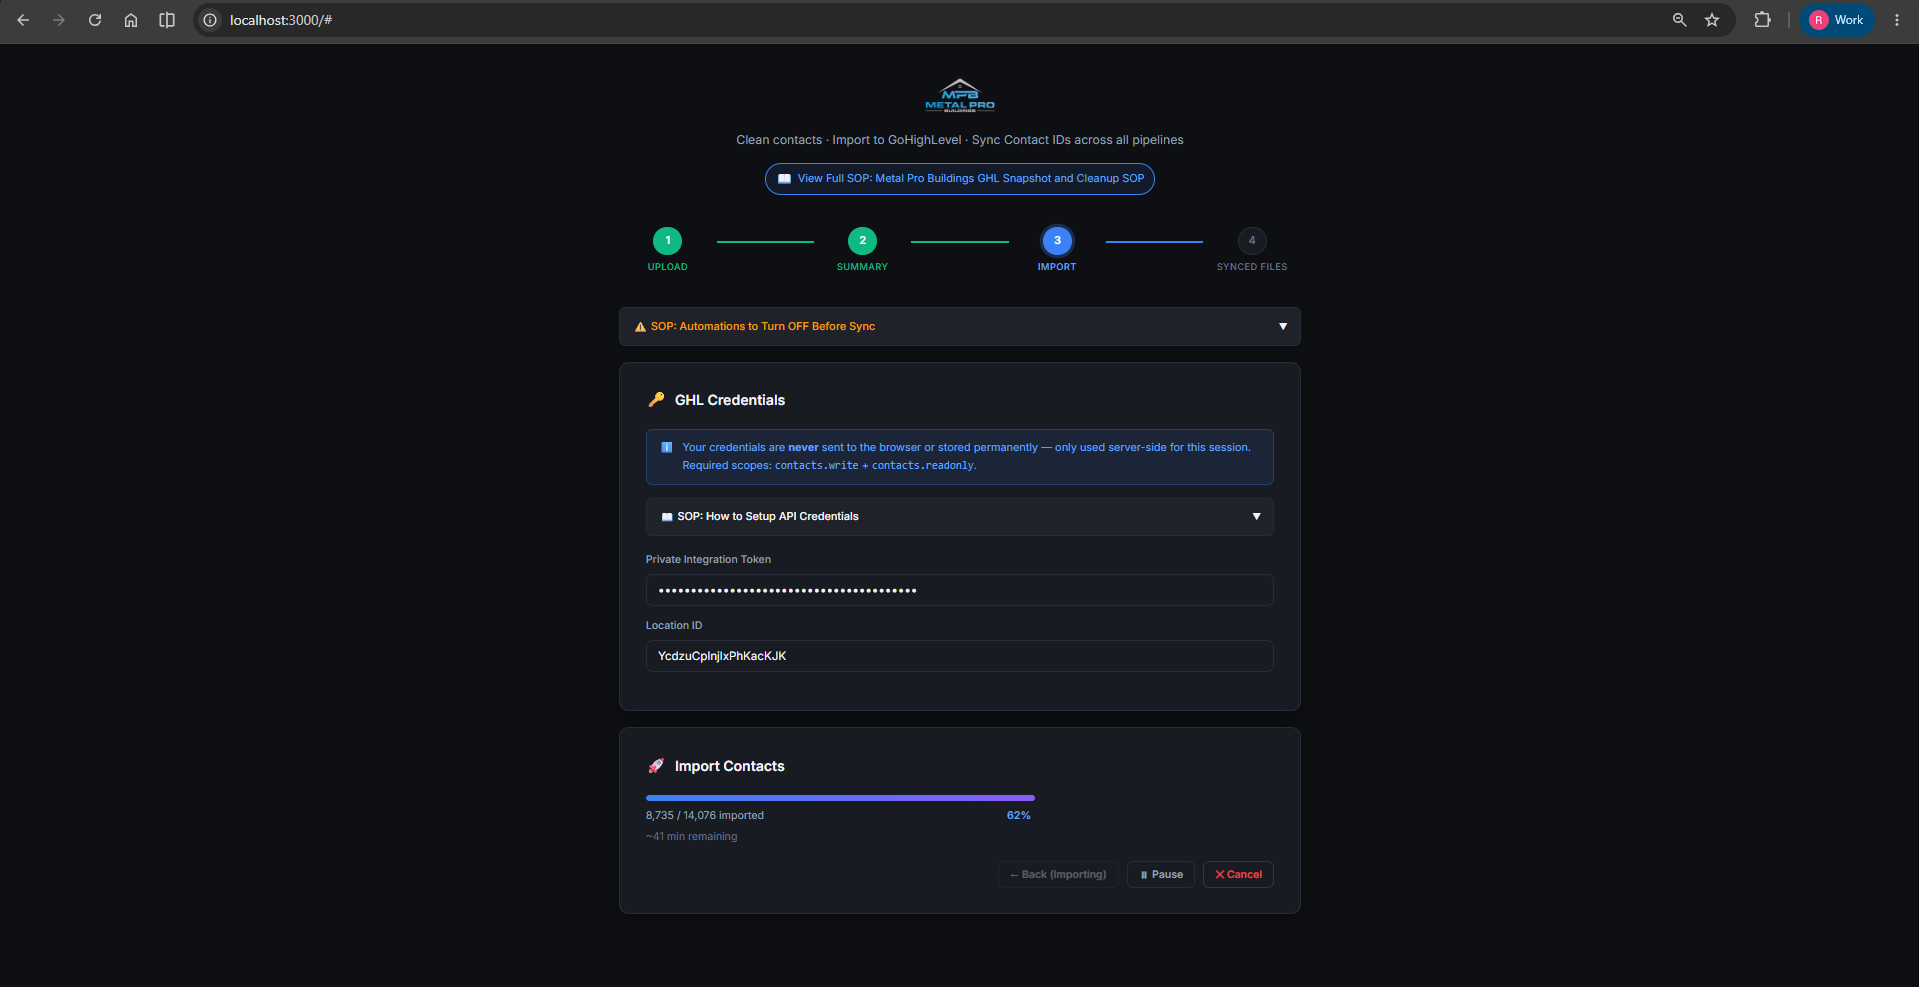 localhost:3000/#
R Work
MPB
METAL PRO
BUILDINGS
Clean contacts · Import to GoHighLevel · Sync Contact IDs across all pipelines
View Full SOP: Metal Pro Buildings GHL Snapshot and Cleanup SOP
1 2 3 4
UPLOAD SUMMARY IMPORT SYNCED FILES
SOP: Automations to Turn OFF Before Sync ▼
GHL Credentials
Your credentials are never sent to the browser or stored permanently — only used server-side for this session.
Required scopes: contacts.write + contacts.readonly.
SOP: How to Setup API Credentials ▼
Private Integration Token
••••••••••••••••••••••••••••••••••••••••
Location ID
Import Contacts
8,735 / 14,076 imported 62%
~41 min remaining
← Back (Importing) Pause Cancel